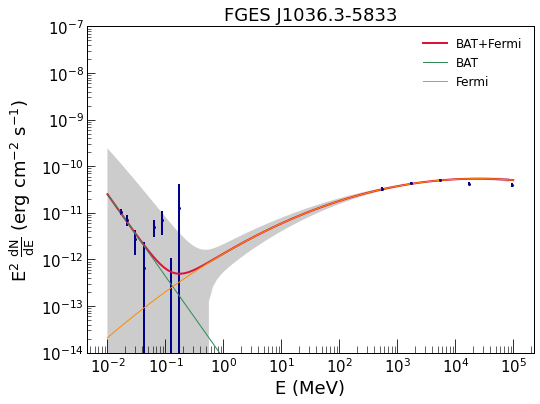 FGES J1036.3-5833
10⁻⁷
10⁻⁸
10⁻⁹
10⁻¹⁰
10⁻¹¹
10⁻¹²
10⁻¹³
10⁻¹⁴
E² dN/dE (erg cm⁻² s⁻¹)
BAT+Fermi
BAT
Fermi
10⁻² 10⁻¹ 10⁰ 10¹ 10² 10³ 10⁴ 10⁵
E (MeV)